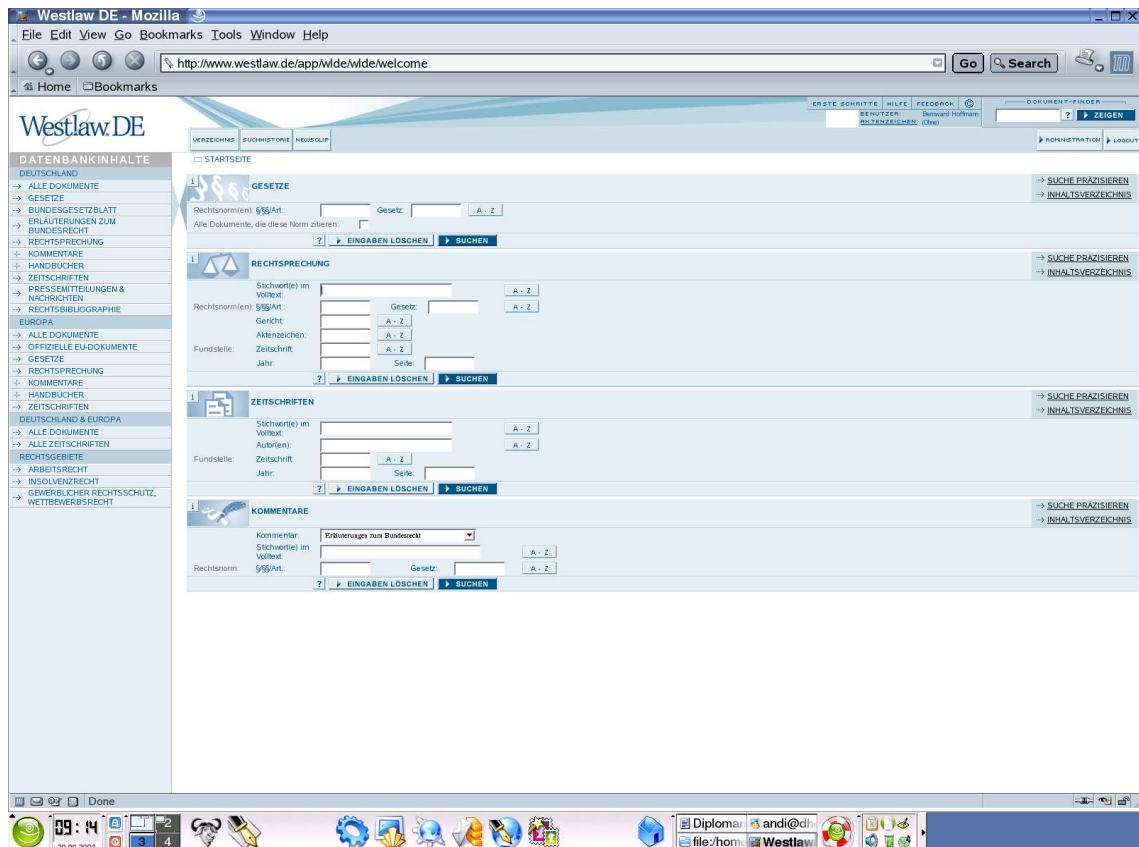 Westlaw DE - Mozilla
File Edit View Go Bookmarks Tools Window Help
http://www.westlaw.de/app/wlde/wlde/welcome Go Search
Home Bookmarks
Westlaw.DE
ERSTE SCHRITTE HILFE FEEDBACK ©
BENUTZER: Bernward Hoffmann
AKTENZEICHEN: (Ohne)
DOKUMENT-FINDER
? ZEIGEN
VERZEICHNIS SUCHHISTORIE NEWSCLIP
ADMINISTRATION LOGOUT
DATENBANKINHALTE
DEUTSCHLAND
ALLE DOKUMENTE
GESETZE
BUNDESGESETZBLATT
ERLÄUTERUNGEN ZUM
BUNDESRECHT
RECHTSPRECHUNG
KOMMENTARE
HANDBÜCHER
ZEITSCHRIFTEN
PRESSEMITTEILUNGEN &
NACHRICHTEN
RECHTSBIBLIOGRAPHIE
EUROPA
ALLE DOKUMENTE
OFFIZIELLE EU-DOKUMENTE
GESETZE
RECHTSPRECHUNG
KOMMENTARE
HANDBÜCHER
ZEITSCHRIFTEN
DEUTSCHLAND & EUROPA
ALLE DOKUMENTE
ALLE ZEITSCHRIFTEN
RECHTSGEBIETE
ARBEITSRECHT
INSOLVENZRECHT
GEWERBLICHER RECHTSSCHUTZ,
WETTBEWERBSRECHT
STARTSEITE
i §§§ GESETZE
SUCHE PRÄZISIEREN
INHALTSVERZEICHNIS
Rechtsnorm(en): §/§§/Art.: Gesetz: A - Z
Alle Dokumente, die diese Norm zitieren:
? EINGABEN LÖSCHEN SUCHEN
i RECHTSPRECHUNG
SUCHE PRÄZISIEREN
INHALTSVERZEICHNIS
Stichwort(e) im
Volltext: A - Z
Rechtsnorm(en): §/§§/Art.: Gesetz: A - Z
Gericht: A - Z
Aktenzeichen: A - Z
Fundstelle: Zeitschrift: A - Z
Jahr: Seite:
? EINGABEN LÖSCHEN SUCHEN
i ZEITSCHRIFTEN
SUCHE PRÄZISIEREN
INHALTSVERZEICHNIS
Stichwort(e) im
Volltext: A - Z
Autor(en): A - Z
Fundstelle: Zeitschrift: A - Z
Jahr: Seite:
? EINGABEN LÖSCHEN SUCHEN
i KOMMENTARE
SUCHE PRÄZISIEREN
INHALTSVERZEICHNIS
Kommentar: Erläuterungen zum Bundesrecht
Stichwort(e) im
Volltext: A - Z
Rechtsnorm: §/§§/Art.: Gesetz: A - Z
? EINGABEN LÖSCHEN SUCHEN
Done
09:14
1 2
3 4
Diplomar andi@dh
file:/hom Westlaw